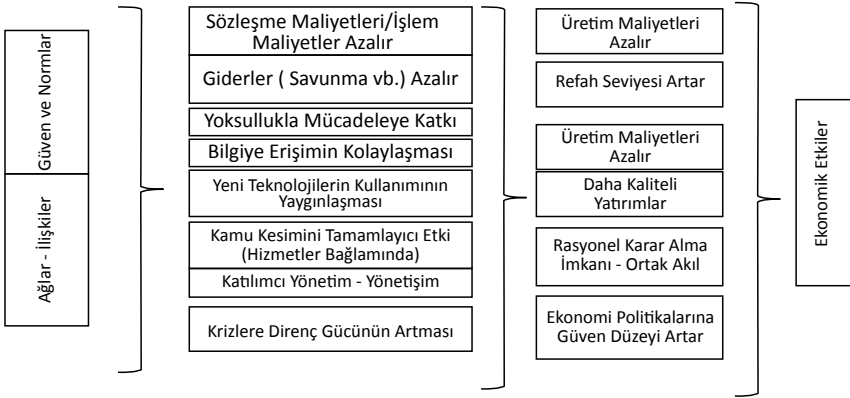 Güven ve Normlar
Ağlar - İlişkiler
Sözleşme Maliyetleri/İşlem
Maliyetler Azalır
Giderler ( Savunma vb.) Azalır
Yoksullukla Mücadeleye Katkı
Bilgiye Erişimin Kolaylaşması
Yeni Teknolojilerin Kullanımının
Yaygınlaşması
Kamu Kesimini Tamamlayıcı Etki
(Hizmetler Bağlamında)
Katılımcı Yönetim - Yönetişim
Krizlere Direnç Gücünün Artması
Üretim Maliyetleri
Azalır
Refah Seviyesi Artar
Üretim Maliyetleri
Azalır
Daha Kaliteli
Yatırımlar
Rasyonel Karar Alma
İmkanı - Ortak Akıl
Ekonomi Politikalarına
Güven Düzeyi Artar
Ekonomik Etkiler